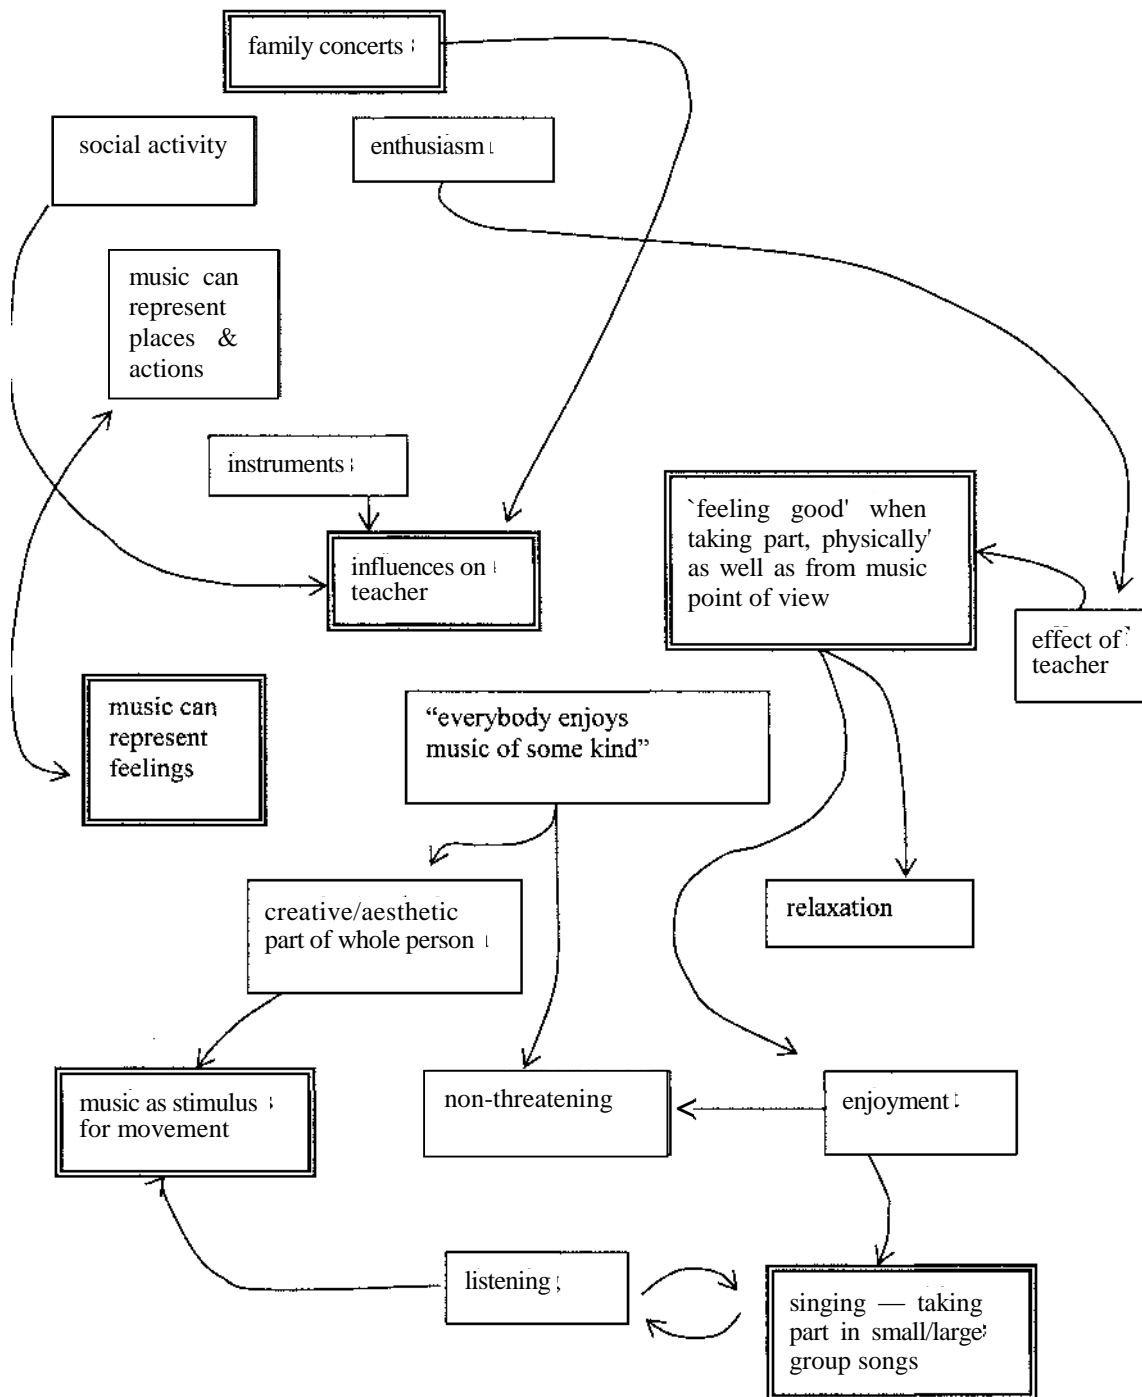 family concerts
social activity
enthusiasm
music can
represent
places &
actions
instruments
influences on
teacher
`feeling good' when
taking part, physically'
as well as from music
point of view
effect of
teacher
music can
represent
feelings
“everybody enjoys
music of some kind”
creative/aesthetic
part of whole person
relaxation
music as stimulus
for movement
non-threatening
enjoyment
listening
singing — taking
part in small/large
group songs